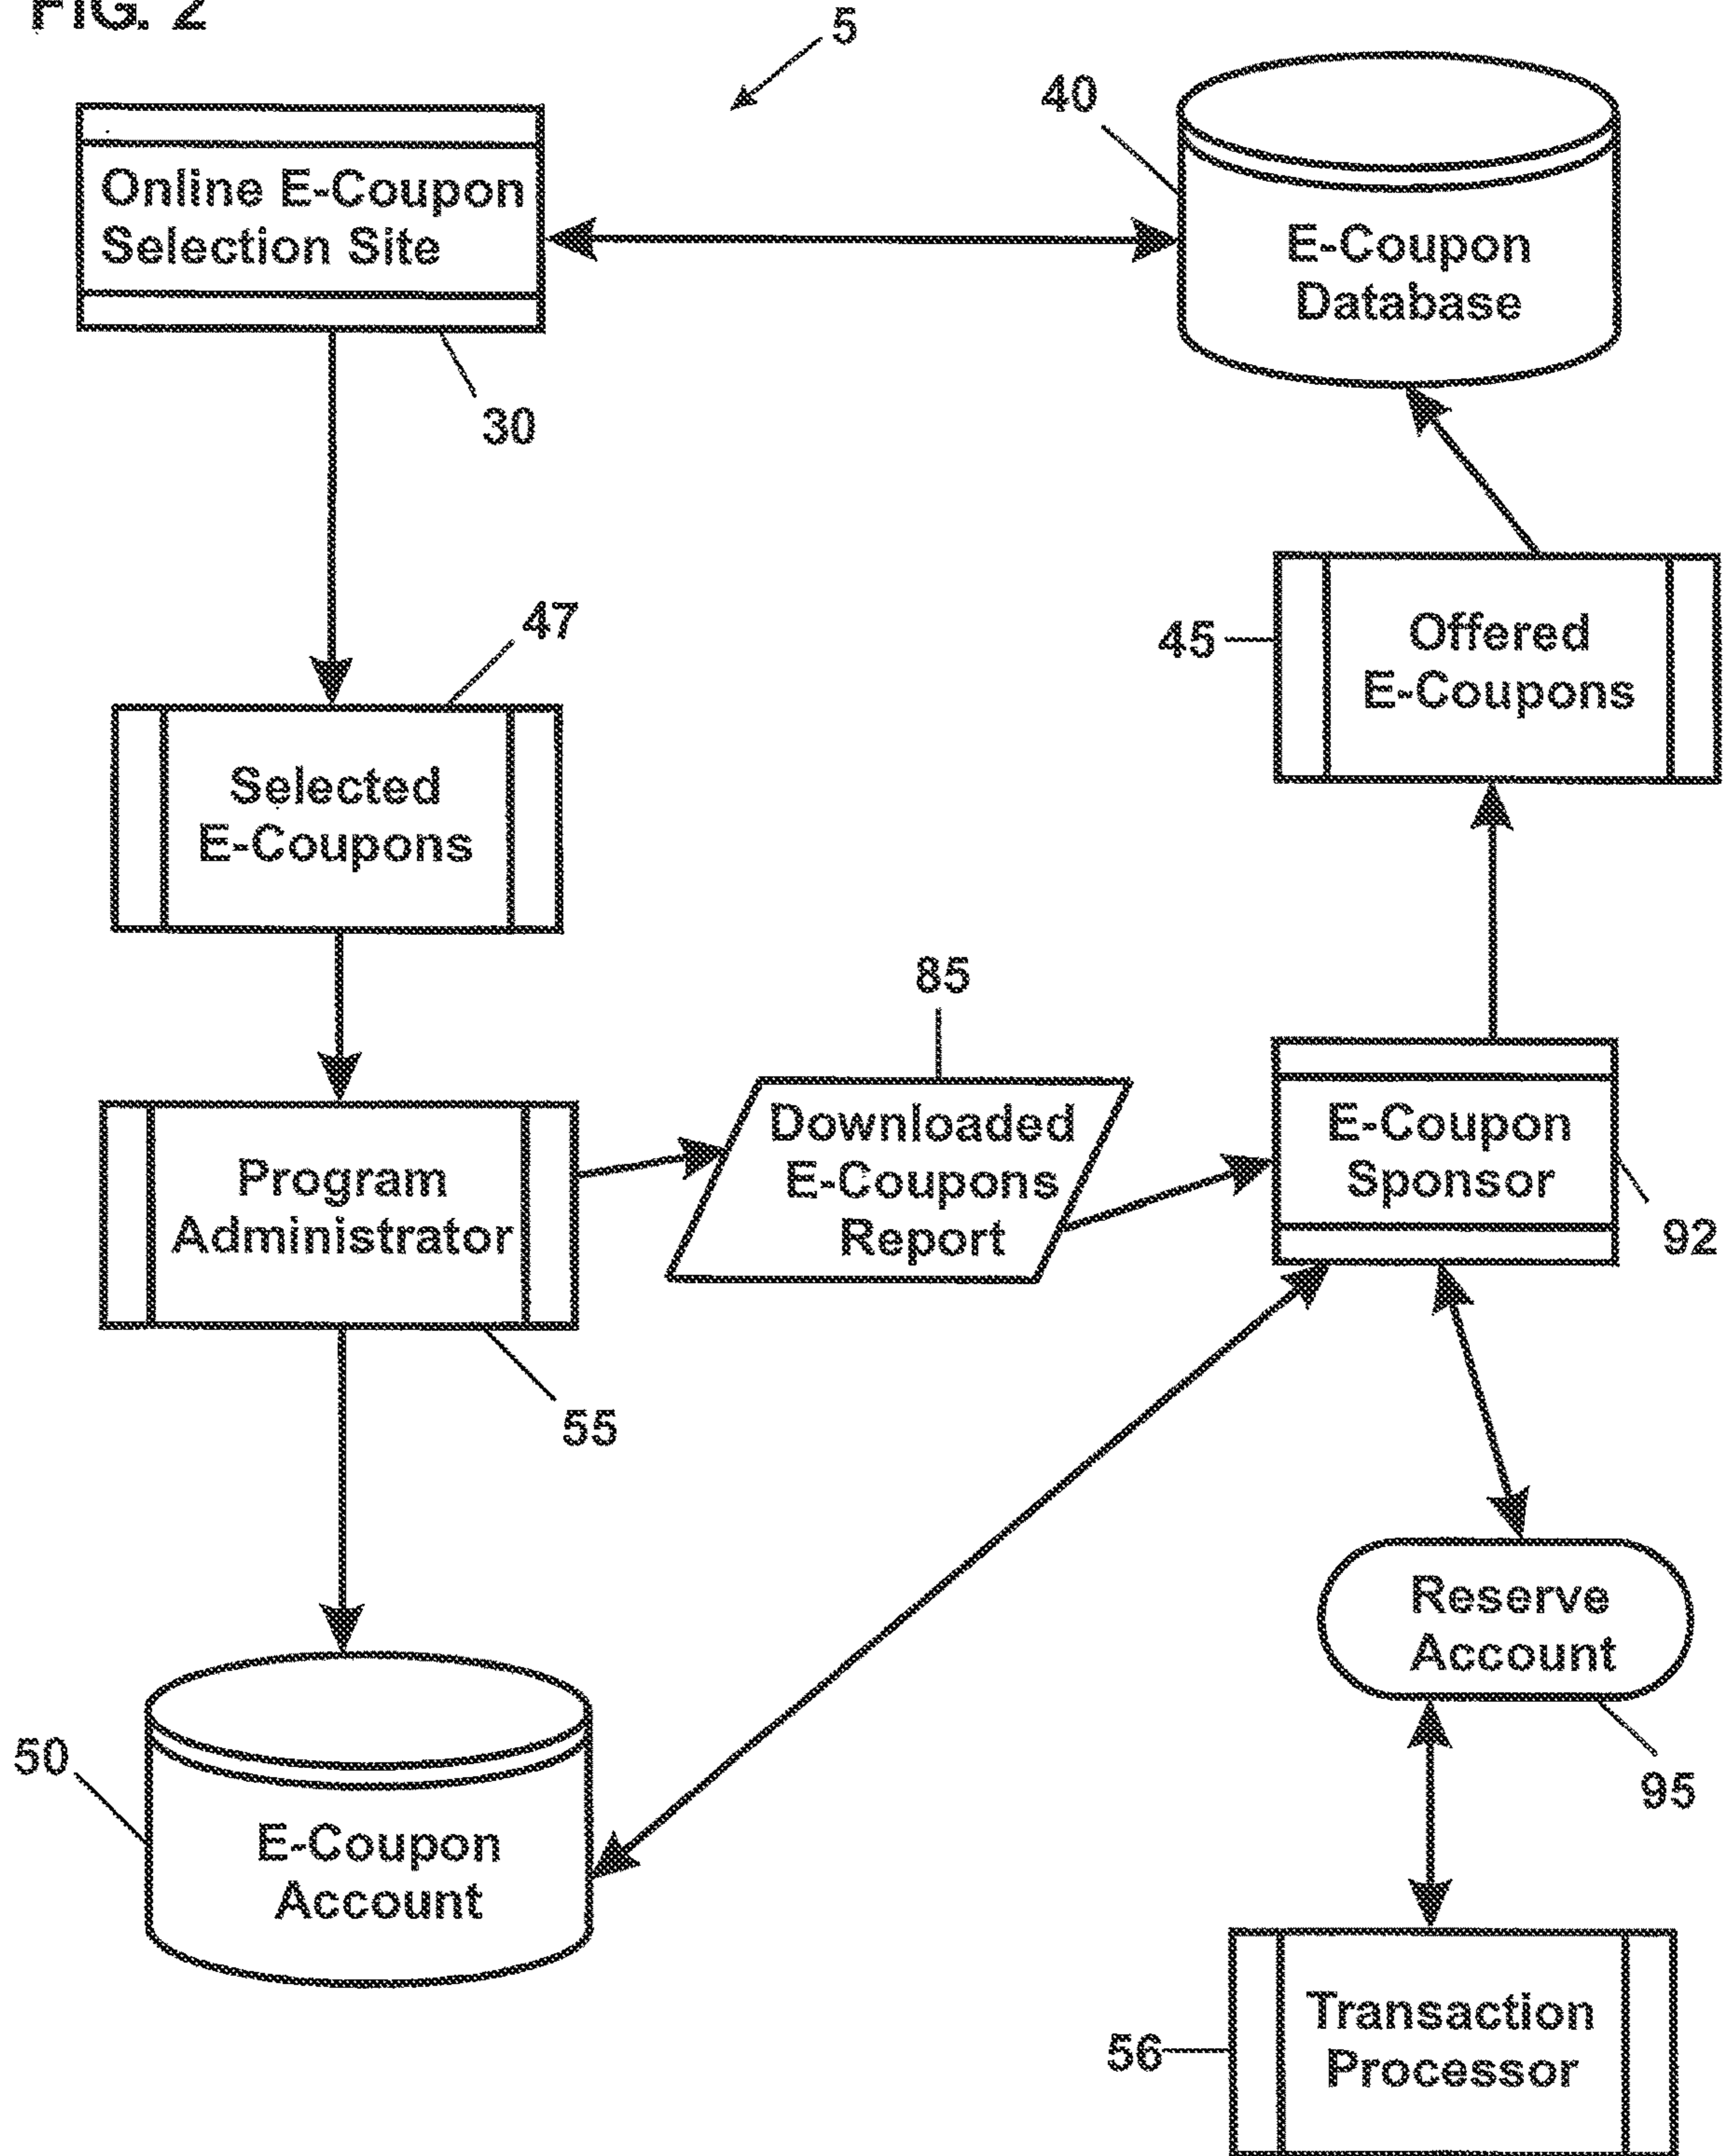 FIG. 2
5
40
Online E-Coupon
Selection Site
E-Coupon
Database
30
47
45
Offered
E-Coupons
Selected
E-Coupons
85
Downloaded
E-Coupons
Report
E-Coupon
Sponsor
92
Program
Administrator
55
Reserve
Account
95
50
E-Coupon
Account
56
Transaction
Processor